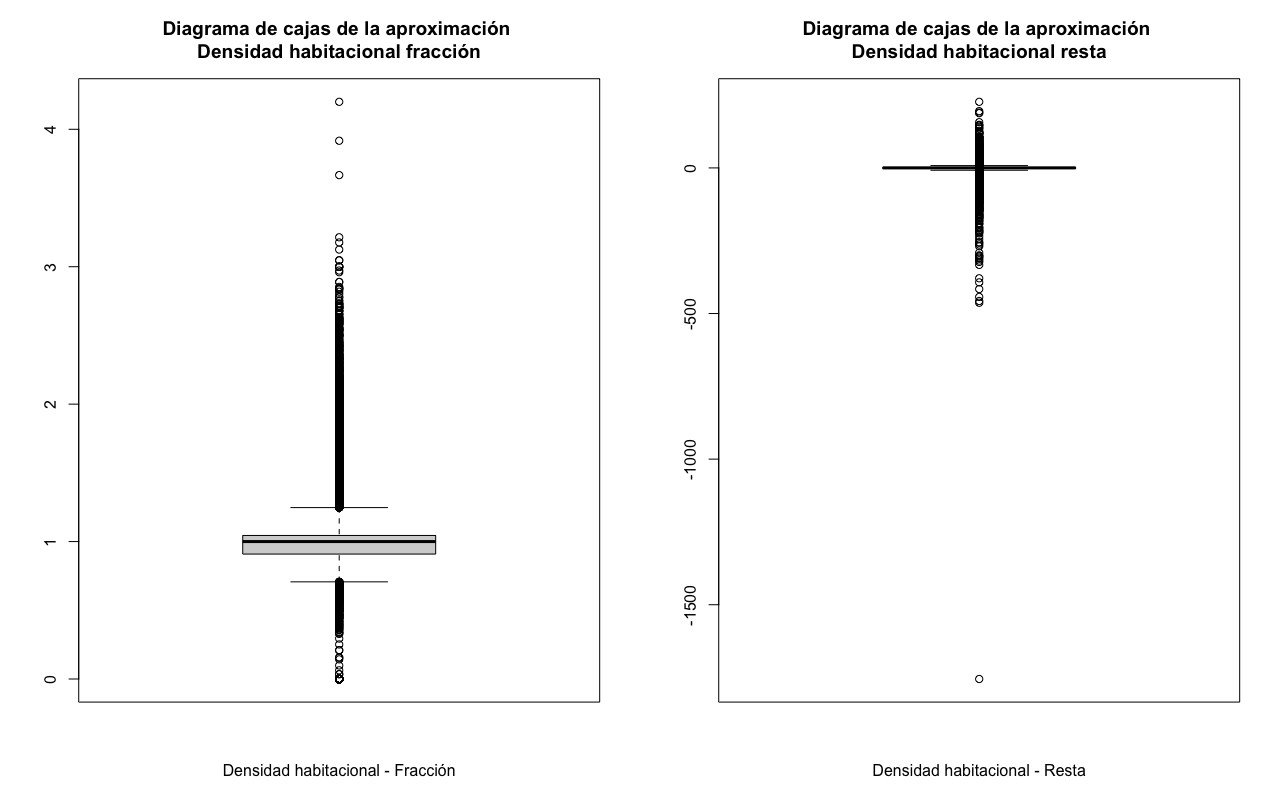 Diagrama de cajas de la aproximación
Densidad habitacional fracción
4
3
2
1
0
Densidad habitacional - Fracción
Diagrama de cajas de la aproximación
Densidad habitacional resta
0
-500
-1000
-1500
Densidad habitacional - Resta